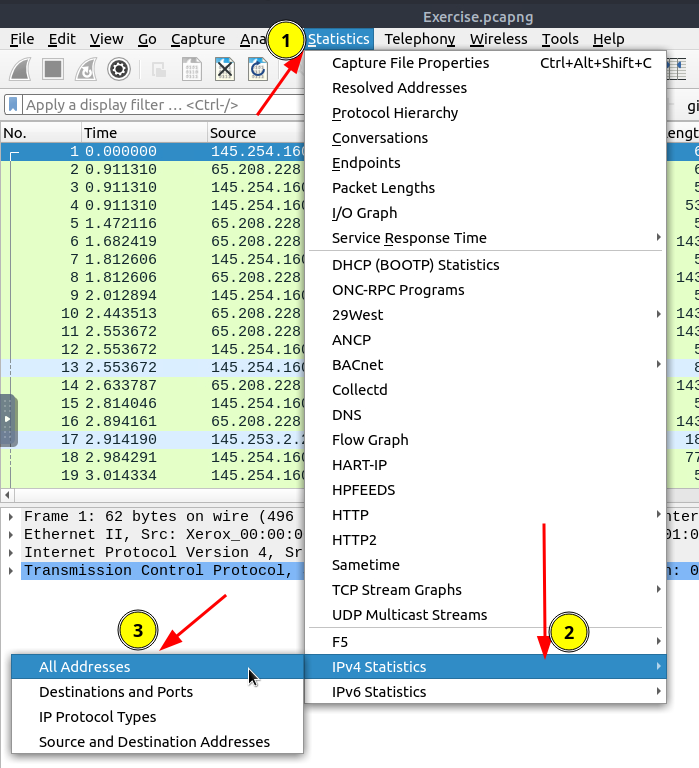 Exercise.pcapng
File Edit View Go Capture Ana 1 Statistics Telephony Wireless Tools Help
Apply a display filter … <Ctrl-/>
No. Time Source
1 0.000000 145.254.160
2 0.911310 65.208.228
3 0.911310 145.254.160
4 0.911310 145.254.160
5 1.472116 65.208.228
6 1.682419 65.208.228
7 1.812606 145.254.160
8 1.812606 65.208.228
9 2.012894 145.254.160
10 2.443513 65.208.228
11 2.553672 65.208.228
12 2.553672 145.254.160
13 2.553672 145.254.160
14 2.633787 65.208.228
15 2.814046 145.254.160
16 2.894161 65.208.228
17 2.914190 145.253.2.2
18 2.984291 65.208.228
19 3.014334 145.254.160
Capture File Properties Ctrl+Alt+Shift+C
Resolved Addresses
Protocol Hierarchy
Conversations
Endpoints
Packet Lengths
I/O Graph
Service Response Time
DHCP (BOOTP) Statistics
ONC-RPC Programs
29West
ANCP
BACnet
Collectd
DNS
Flow Graph
HART-IP
HPFEEDS
HTTP
HTTP2
Sametime
TCP Stream Graphs
UDP Multicast Streams
F5
2
IPv4 Statistics
IPv6 Statistics
Frame 1: 62 bytes on wire (496
Ethernet II, Src: Xerox_00:00:0
Internet Protocol Version 4, Sr
Transmission Control Protocol,
3
All Addresses
Destinations and Ports
IP Protocol Types
Source and Destination Addresses